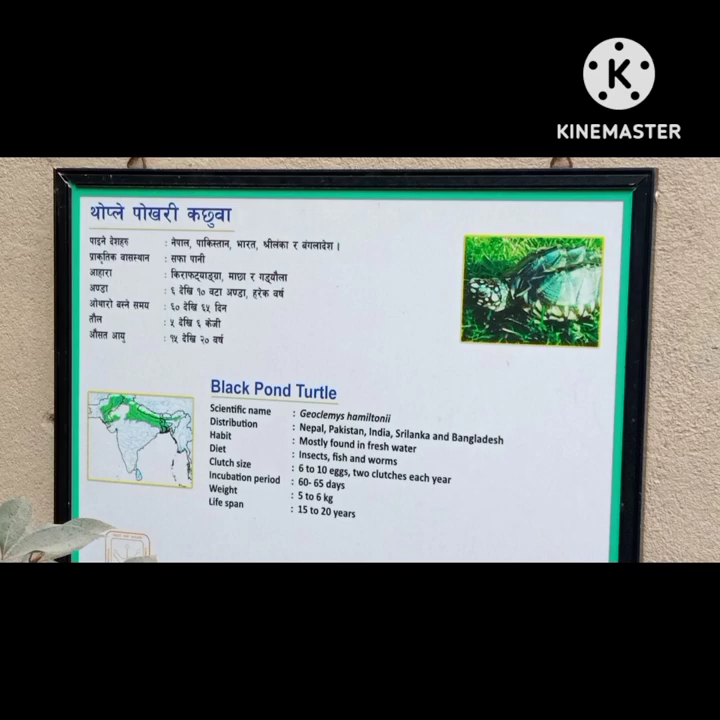 KINEMASTER
थोप्ले पोखरी कछुवा
पाइने देशहरु : नेपाल, पाकिस्तान, भारत, श्रीलंका र बंगलादेश ।
प्राकृतिक वासस्थान : सफा पानी
आहारा : किराफट्याङ्ग्रा, माछा र गड्यौला
अण्डा : ६ देखि १० वटा अण्डा, हरेक वर्ष
ओथारो बस्ने समय : ६० देखि ६५ दिन
तौल : ५ देखि ६ केजी
औसत आयु : १५ देखि २० वर्ष
Black Pond Turtle
Scientific name : Geoclemys hamiltonii
Distribution : Nepal, Pakistan, India, Srilanka and Bangladesh
Habit : Mostly found in fresh water
Diet : Insects, fish and worms
Clutch size : 6 to 10 eggs, two clutches each year
Incubation period : 60- 65 days
Weight : 5 to 6 kg
Life span : 15 to 20 years